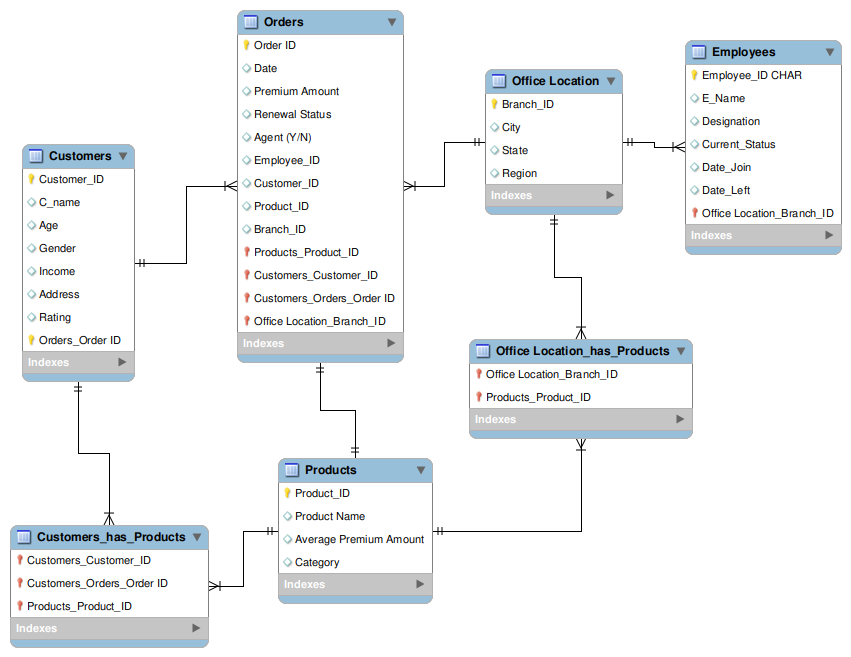 Orders
Order ID
Date
Premium Amount
Renewal Status
Agent (Y/N)
Employee_ID
Customer_ID
Product_ID
Branch_ID
Products_Product_ID
Customers_Customer_ID
Customers_Orders_Order ID
Office Location_Branch_ID
Indexes
Employees
Employee_ID CHAR
E_Name
Designation
Current_Status
Date_Join
Date_Left
Office Location_Branch_ID
Indexes
Office Location
Branch_ID
City
State
Region
Indexes
Customers
Customer_ID
C_name
Age
Gender
Income
Address
Rating
Orders_Order ID
Indexes
Office Location_has_Products
Office Location_Branch_ID
Products_Product_ID
Indexes
Products
Product_ID
Product Name
Average Premium Amount
Category
Indexes
Customers_has_Products
Customers_Customer_ID
Customers_Orders_Order ID
Products_Product_ID
Indexes